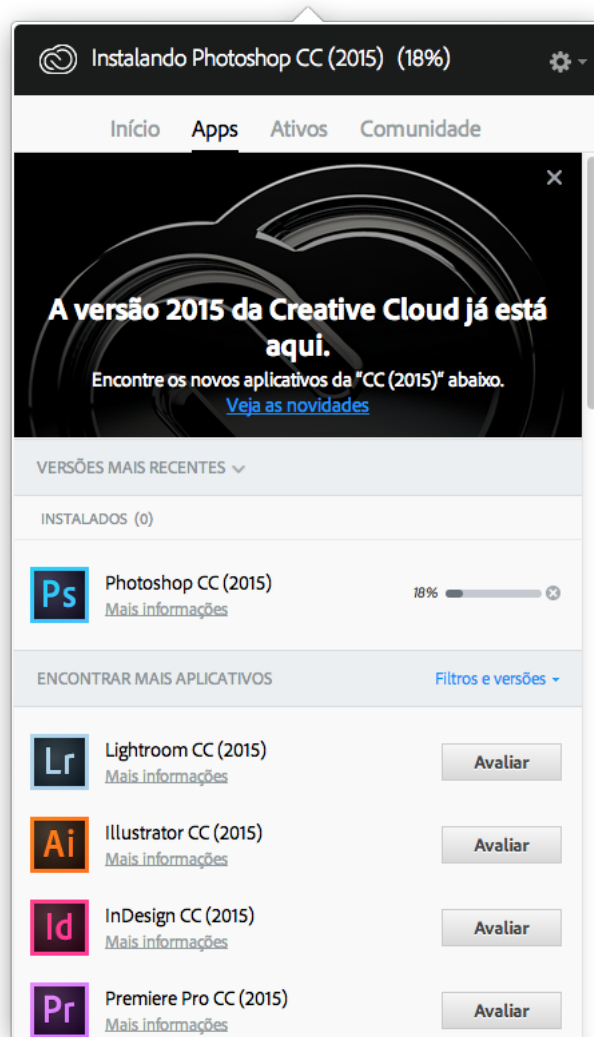 Instalando Photoshop CC (2015) (18%)
Início Apps Ativos Comunidade
A versão 2015 da Creative Cloud já está
aqui.
Encontre os novos aplicativos da "CC (2015)" abaixo.
Veja as novidades
VERSÕES MAIS RECENTES
INSTALADOS (0)
Ps
Photoshop CC (2015)
Mais informações
18%
ENCONTRAR MAIS APLICATIVOS
Filtros e versões
Lr
Lightroom CC (2015)
Mais informações
Avaliar
Ai
Illustrator CC (2015)
Mais informações
Avaliar
Id
InDesign CC (2015)
Mais informações
Avaliar
Pr
Premiere Pro CC (2015)
Mais informações
Avaliar